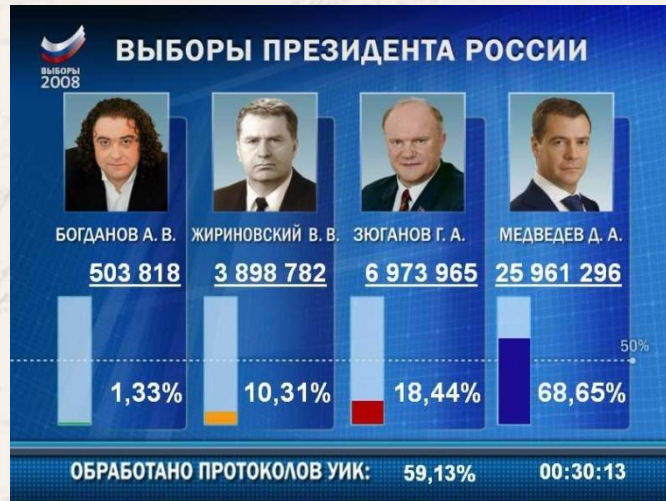 ВЫБОРЫ ПРЕЗИДЕНТА РОССИИ
ВЫБОРЫ
2008
БОГДАНОВ А. В. ЖИРИНОВСКИЙ В. В. ЗЮГАНОВ Г. А. МЕДВЕДЕВ Д. А.
503 818 3 898 782 6 973 965 25 961 296
50%
1,33% 10,31% 18,44% 68,65%
ОБРАБОТАНО ПРОТОКОЛОВ УИК: 59,13% 00:30:13